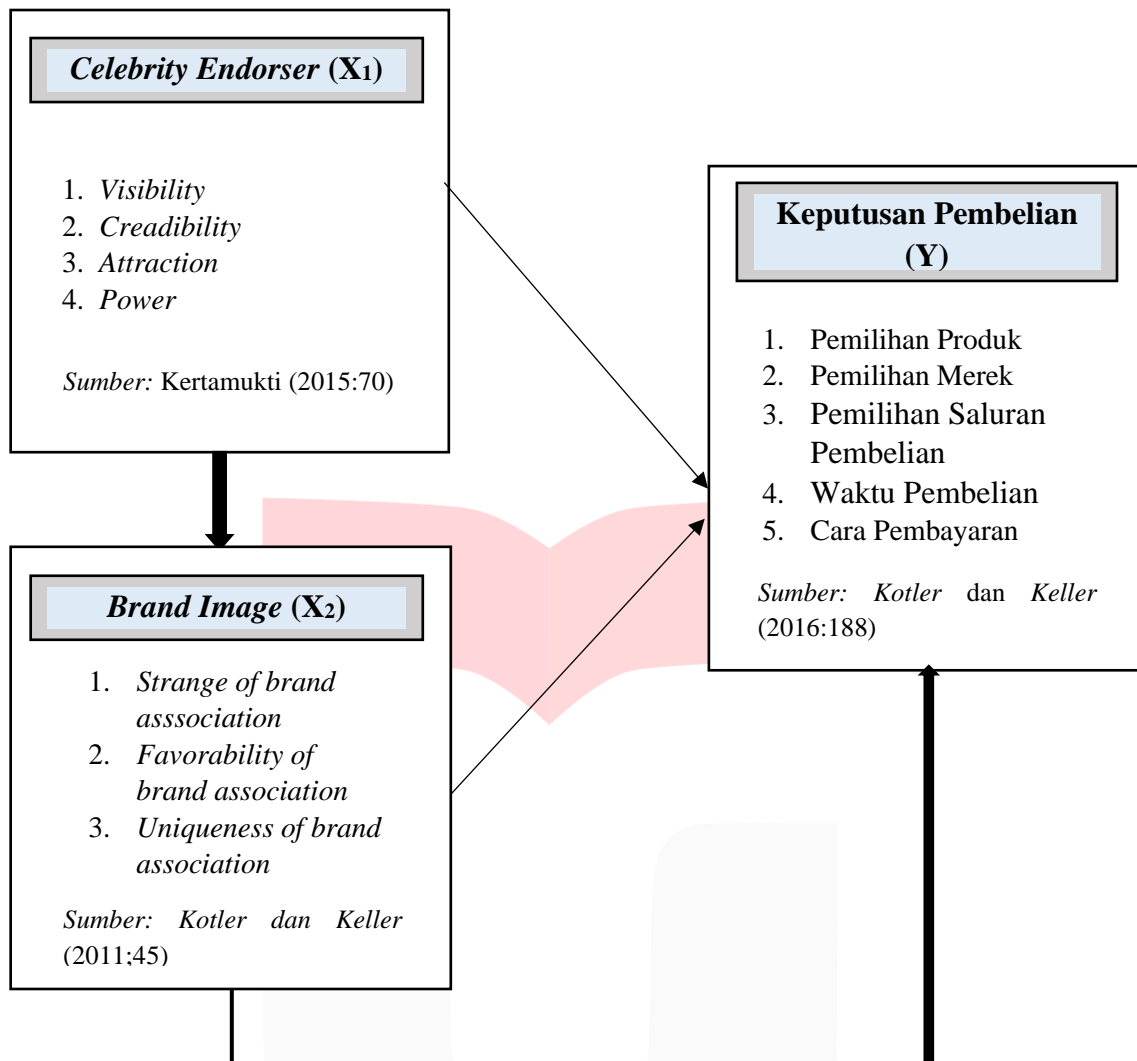 Celebrity Endorser (X1)
1. Visibility
2. Creadibility
3. Attraction
4. Power
Sumber: Kertamukti (2015:70)
Keputusan Pembelian
(Y)
1. Pemilihan Produk
2. Pemilihan Merek
3. Pemilihan Saluran
Pembelian
4. Waktu Pembelian
5. Cara Pembayaran
Sumber: Kotler dan Keller
(2016:188)
Brand Image (X2)
1. Strange of brand
asssociation
2. Favorability of
brand association
3. Uniqueness of brand
association
Sumber: Kotler dan Keller
(2011;45)